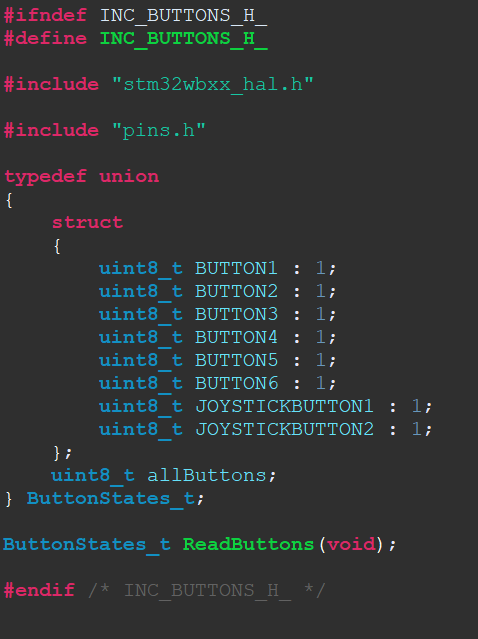 #ifndef INC_BUTTONS_H_
#define INC_BUTTONS_H_
#include "stm32wbxx_hal.h"
#include "pins.h"
typedef union
{
    struct
    {
        uint8_t BUTTON1 : 1;
        uint8_t BUTTON2 : 1;
        uint8_t BUTTON3 : 1;
        uint8_t BUTTON4 : 1;
        uint8_t BUTTON5 : 1;
        uint8_t BUTTON6 : 1;
        uint8_t JOYSTICKBUTTON1 : 1;
        uint8_t JOYSTICKBUTTON2 : 1;
    };
    uint8_t allButtons;
} ButtonStates_t;
ButtonStates_t ReadButtons(void);
#endif /* INC_BUTTONS_H_ */